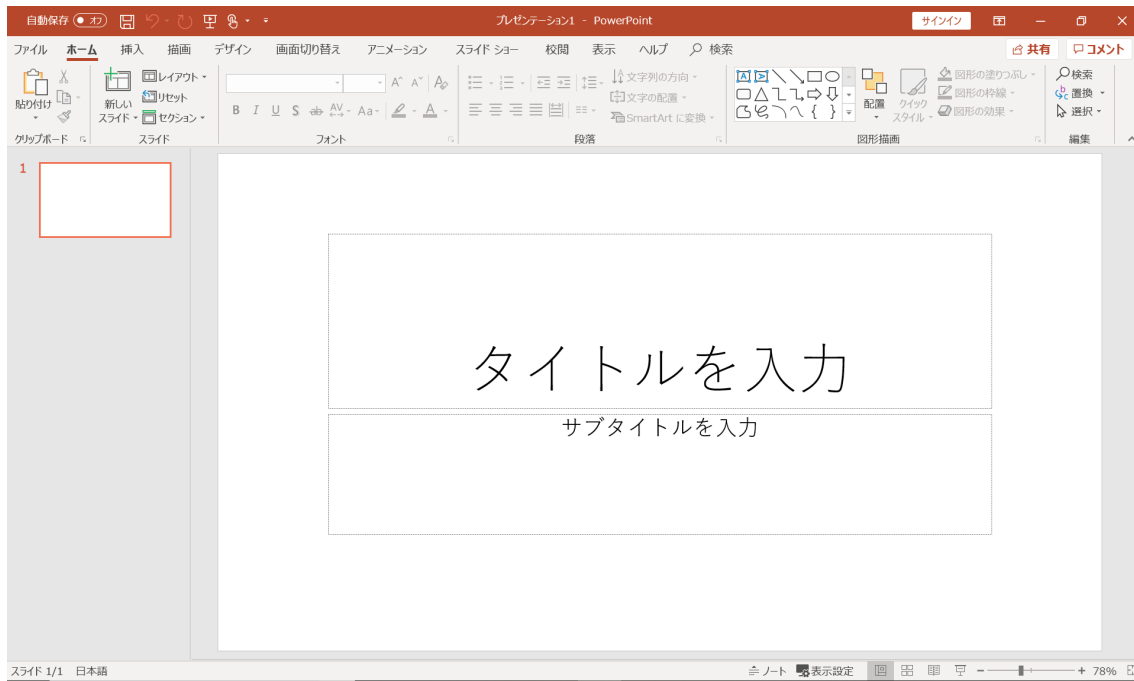 自動保存 オフ プレゼンテーション1 - PowerPoint サインイン
ファイル ホーム 挿入 描画 デザイン 画面切り替え アニメーション スライド ショー 校閲 表示 ヘルプ 検索 共有 コメント
貼り付け
新しい
スライド
レイアウト
リセット
セクション
B I U S ab AV Aa A
文字列の方向
文字の配置
SmartArt に変換
配置
クイック
スタイル
図形の塗りつぶし
図形の枠線
図形の効果
検索
置換
選択
クリップボード スライド フォント 段落 図形描画 編集
1
タイトルを入力
サブタイトルを入力
スライド 1/1 日本語 ノート 表示設定 78%